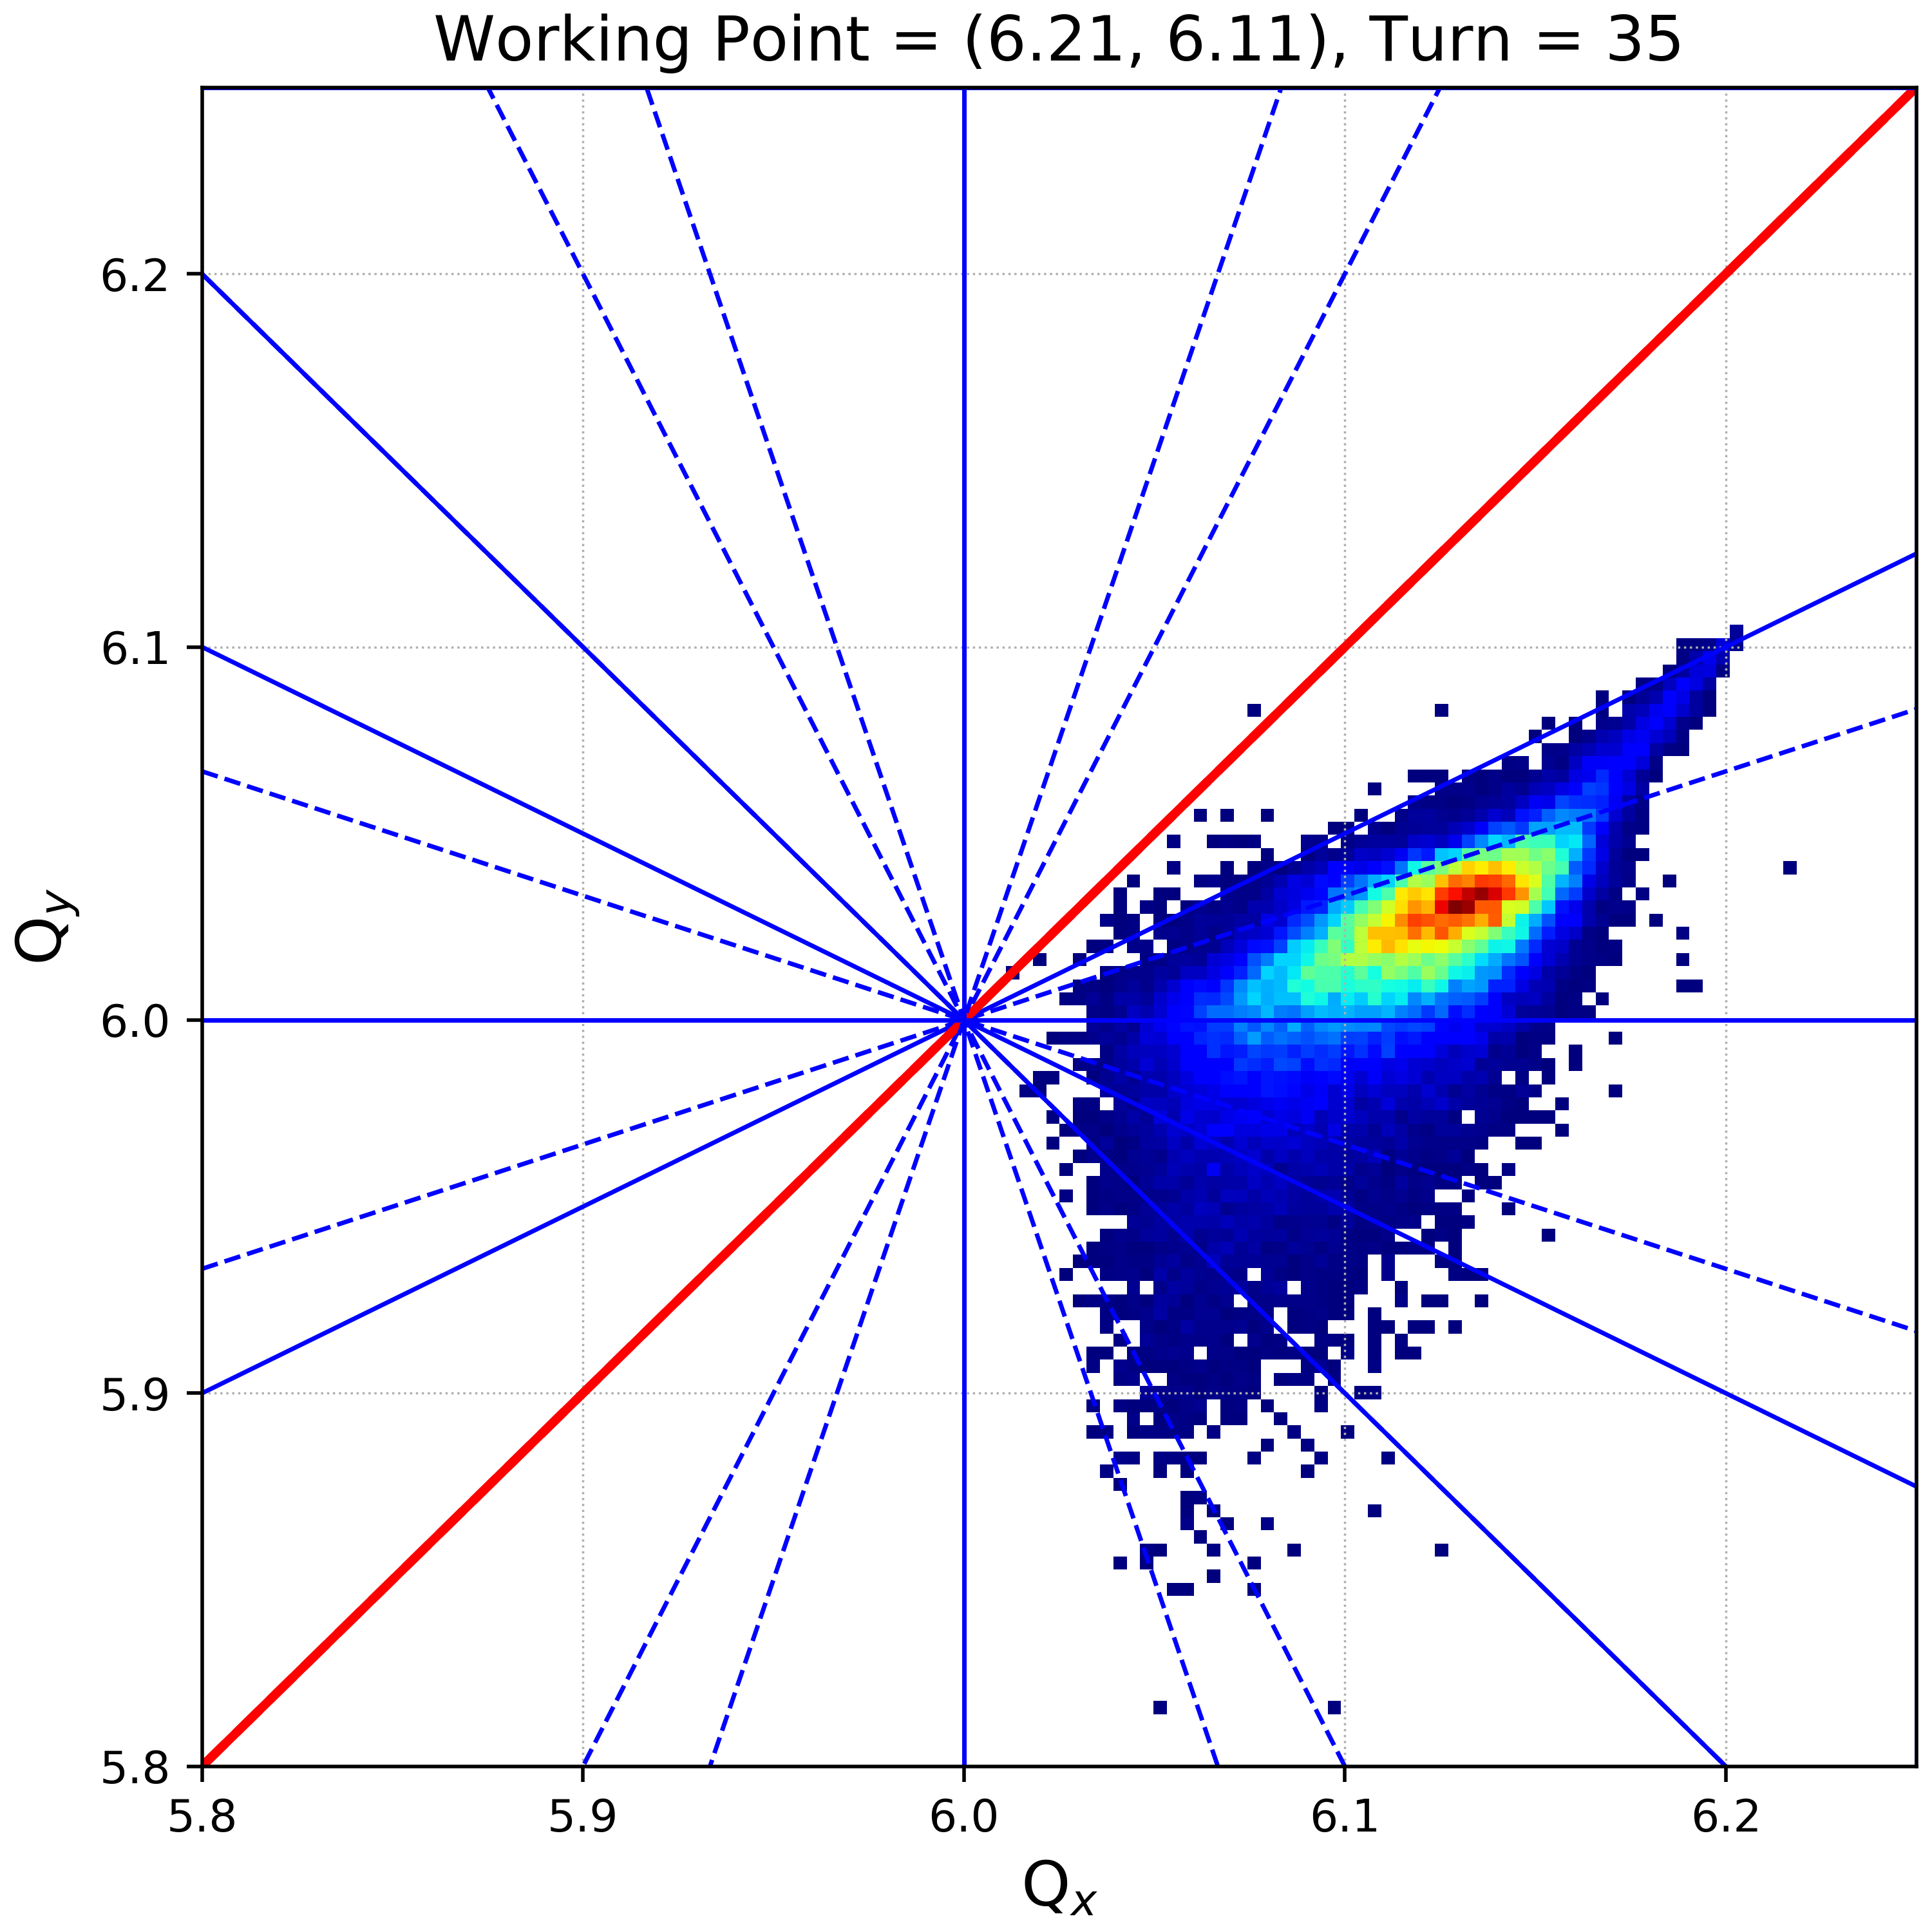 Working Point = (6.21, 6.11), Turn = 35
6.2
6.1
6.0
5.9
5.8
Qy
5.8 5.9 6.0 6.1 6.2
Qx